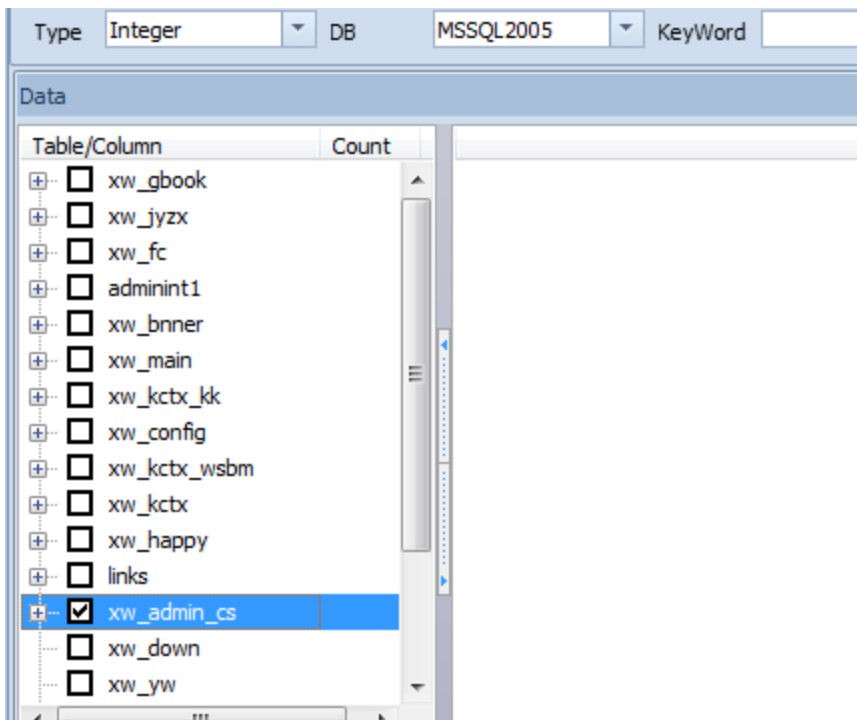 Type Integer DB MSSQL2005 KeyWord
Data
Table/Column Count
xw_gbook
xw_jyzx
xw_fc
adminint1
xw_bnner
xw_main
xw_kctx_kk
xw_config
xw_kctx_wsbm
xw_kctx
xw_happy
links
xw_admin_cs
xw_down
xw_yw